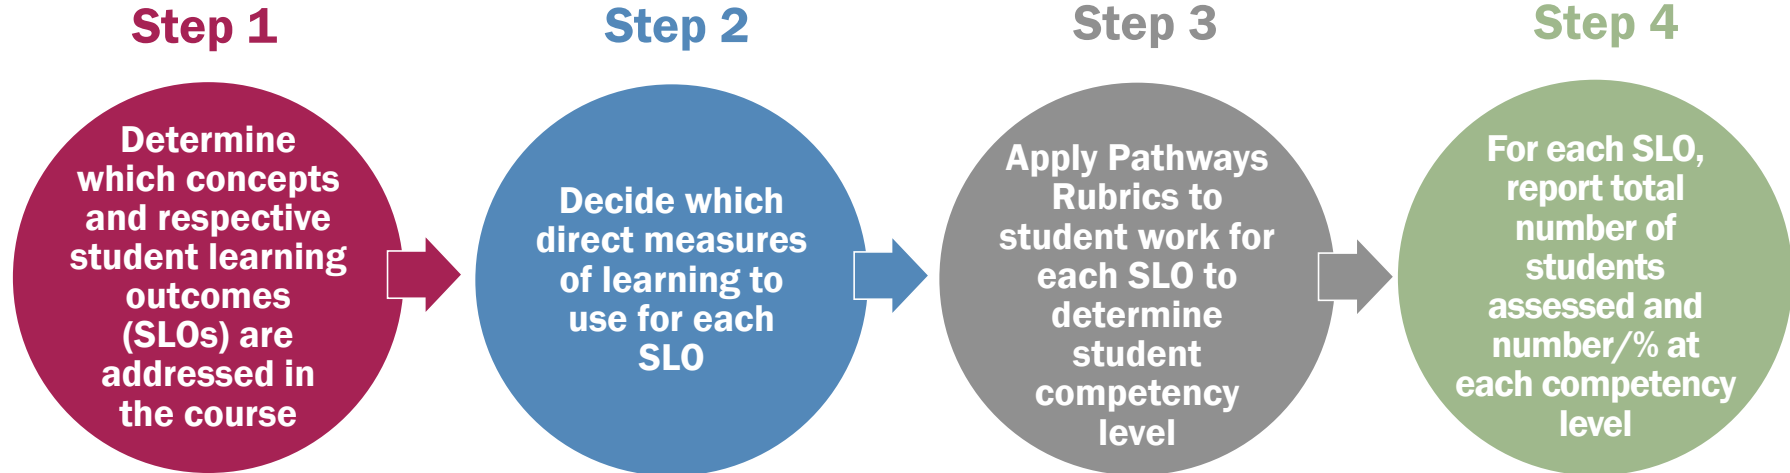 Step 1
Determine
which concepts
and respective
student learning
outcomes
(SLOs) are
addressed in
the course
Step 2
Decide which
direct measures
of learning to
use for each
SLO
Step 3
Apply Pathways
Rubrics to
student work for
each SLO to
determine
student
competency
level
Step 4
For each SLO,
report total
number of
students
assessed and
number/% at
each competency
level